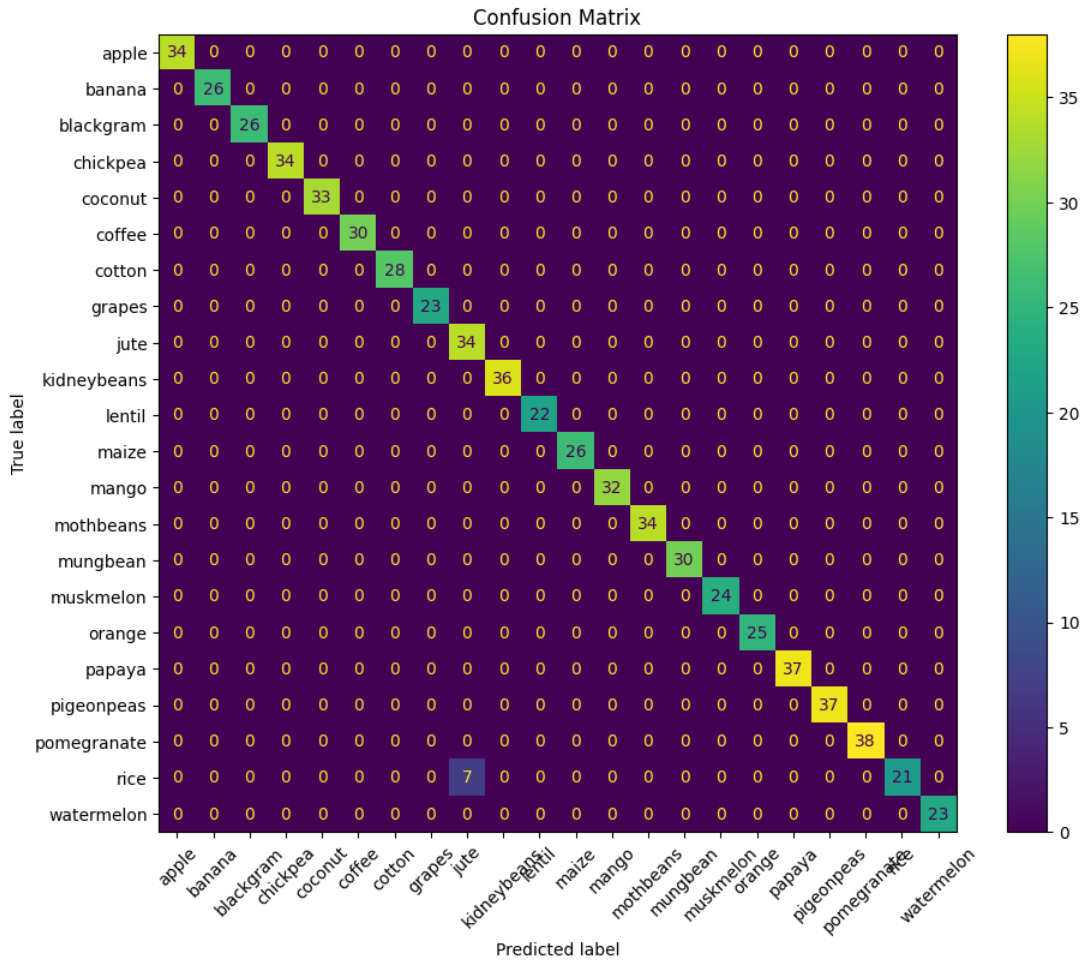 Confusion Matrix
apple 34 0 0 0 0 0 0 0 0 0 0 0 0 0 0 0 0 0 0 0 0 0
banana 0 26 0 0 0 0 0 0 0 0 0 0 0 0 0 0 0 0 0 0 0 0
blackgram 0 0 26 0 0 0 0 0 0 0 0 0 0 0 0 0 0 0 0 0 0 0
chickpea 0 0 0 34 0 0 0 0 0 0 0 0 0 0 0 0 0 0 0 0 0 0
coconut 0 0 0 0 33 0 0 0 0 0 0 0 0 0 0 0 0 0 0 0 0 0
coffee 0 0 0 0 0 30 0 0 0 0 0 0 0 0 0 0 0 0 0 0 0 0
cotton 0 0 0 0 0 0 28 0 0 0 0 0 0 0 0 0 0 0 0 0 0 0
grapes 0 0 0 0 0 0 0 23 0 0 0 0 0 0 0 0 0 0 0 0 0 0
jute 0 0 0 0 0 0 0 0 34 0 0 0 0 0 0 0 0 0 0 0 0 0
kidneybeans 0 0 0 0 0 0 0 0 0 36 0 0 0 0 0 0 0 0 0 0 0 0
lentil 0 0 0 0 0 0 0 0 0 0 22 0 0 0 0 0 0 0 0 0 0 0
maize 0 0 0 0 0 0 0 0 0 0 0 26 0 0 0 0 0 0 0 0 0 0
mango 0 0 0 0 0 0 0 0 0 0 0 0 32 0 0 0 0 0 0 0 0 0
mothbeans 0 0 0 0 0 0 0 0 0 0 0 0 0 34 0 0 0 0 0 0 0 0
mungbean 0 0 0 0 0 0 0 0 0 0 0 0 0 0 30 0 0 0 0 0 0 0
muskmelon 0 0 0 0 0 0 0 0 0 0 0 0 0 0 0 24 0 0 0 0 0 0
orange 0 0 0 0 0 0 0 0 0 0 0 0 0 0 0 0 25 0 0 0 0 0
papaya 0 0 0 0 0 0 0 0 0 0 0 0 0 0 0 0 0 37 0 0 0 0
pigeonpeas 0 0 0 0 0 0 0 0 0 0 0 0 0 0 0 0 0 0 37 0 0 0
pomegranate 0 0 0 0 0 0 0 0 0 0 0 0 0 0 0 0 0 0 0 38 0 0
rice 0 0 0 0 0 0 0 0 7 0 0 0 0 0 0 0 0 0 0 0 21 0
watermelon 0 0 0 0 0 0 0 0 0 0 0 0 0 0 0 0 0 0 0 0 0 23
True label
apple banana blackgram chickpea coconut coffee cotton grapes jute kidneybeans lentil maize mango mothbeans mungbean muskmelon orange papaya pigeonpeas pomegranate rice watermelon
Predicted label
35
30
25
20
15
10
5
0